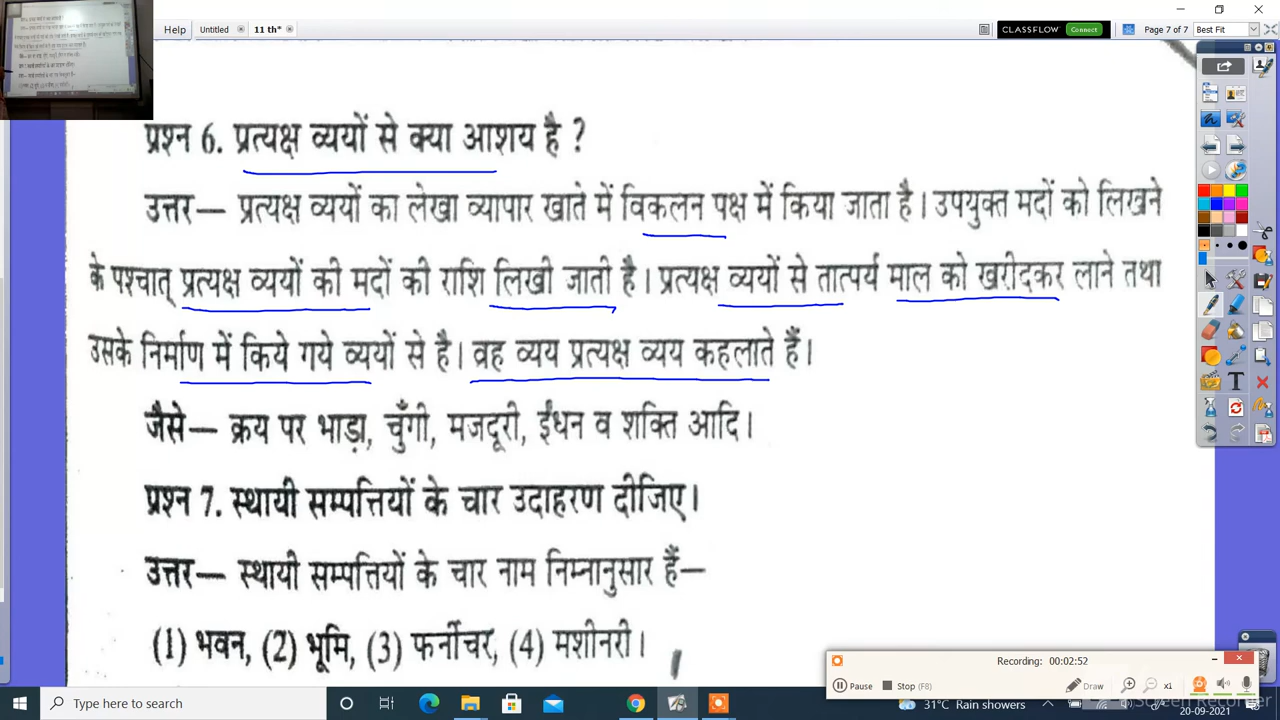 Help
Untitled
11 th*
CLASSFLOW
Connect
Page 7 of 7
Best Fit
प्रश्न 6. प्रत्यक्ष व्ययों से क्या आशय है ?
उत्तर— प्रत्यक्ष व्ययों का लेखा व्यापार खाते में विकलन पक्ष में किया जाता है। उपयुक्त मदों को लिखने
के पश्चात् प्रत्यक्ष व्ययों की मदों की राशि लिखी जाती है। प्रत्यक्ष व्ययों से तात्पर्य माल को खरीदकर लाने तथा
उसके निर्माण में किये गये व्ययों से है। व्रह व्यय प्रत्यक्ष व्यय कहलाते हैं।
जैसे— क्रय पर भाड़ा, चुँगी, मजदूरी, ईंधन व शक्ति आदि।
प्रश्न 7. स्थायी सम्पत्तियों के चार उदाहरण दीजिए।
उत्तर— स्थायी सम्पत्तियों के चार नाम निम्नानुसार हैं—
(1) भवन, (2) भूमि, (3) फर्नीचर, (4) मशीनरी।
Recording: 00:02:52
Pause
Stop (F8)
Draw
x1
Type here to search
31°C Rain showers
20-09-2021
Screen Recorder